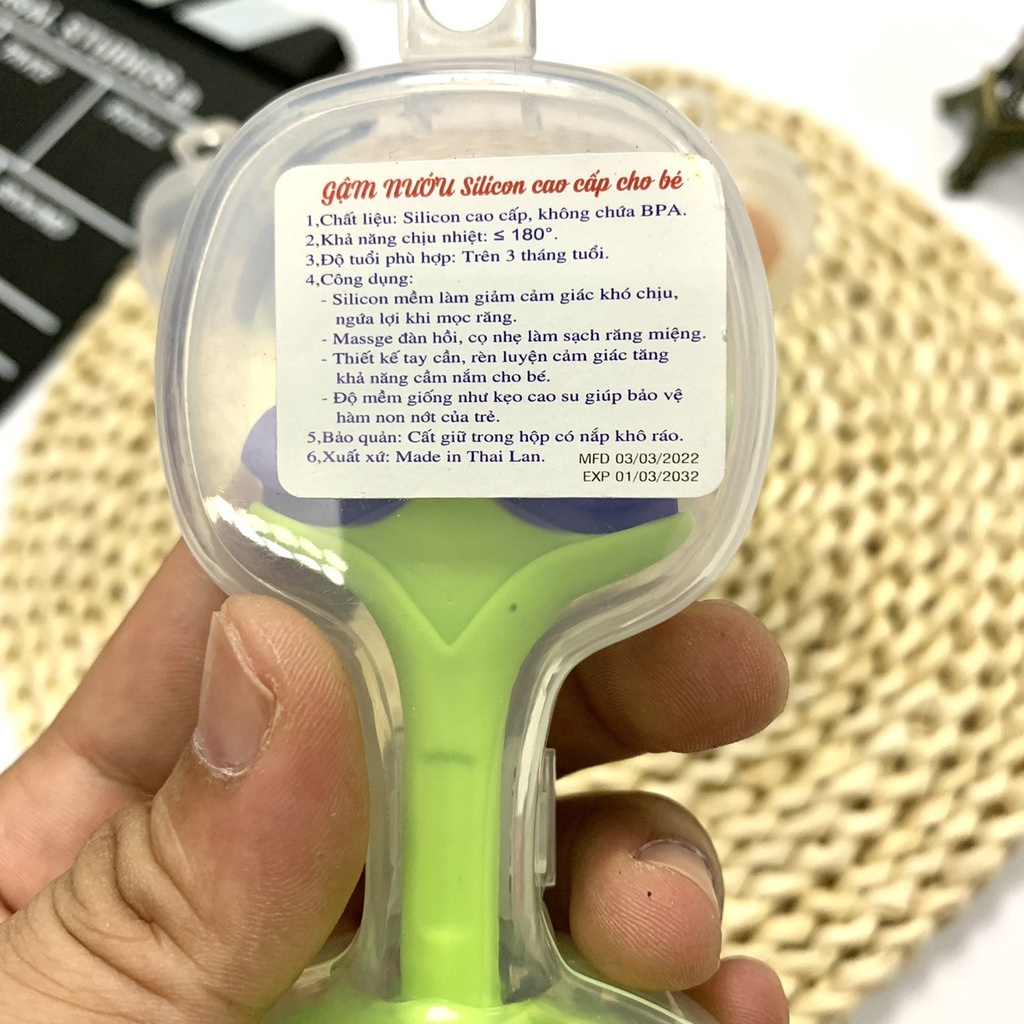 GẬM NƯỚU Silicon cao cấp cho bé
1,Chất liệu: Silicon cao cấp, không chứa BPA.
2,Khả năng chịu nhiệt: ≤ 180°.
3,Độ tuổi phù hợp: Trên 3 tháng tuổi.
4,Công dụng:
- Silicon mềm làm giảm cảm giác khó chịu,
ngứa lợi khi mọc răng.
- Massge đàn hồi, cọ nhẹ làm sạch răng miệng.
- Thiết kế tay cần, rèn luyện cảm giác tăng
khả năng cầm nắm cho bé.
- Độ mềm giống như kẹo cao su giúp bảo vệ
hàm non nớt của trẻ.
5,Bảo quản: Cất giữ trong hộp có nắp khô ráo.
6,Xuất xứ: Made in Thai Lan.
MFD 03/03/2022
EXP 01/03/2032